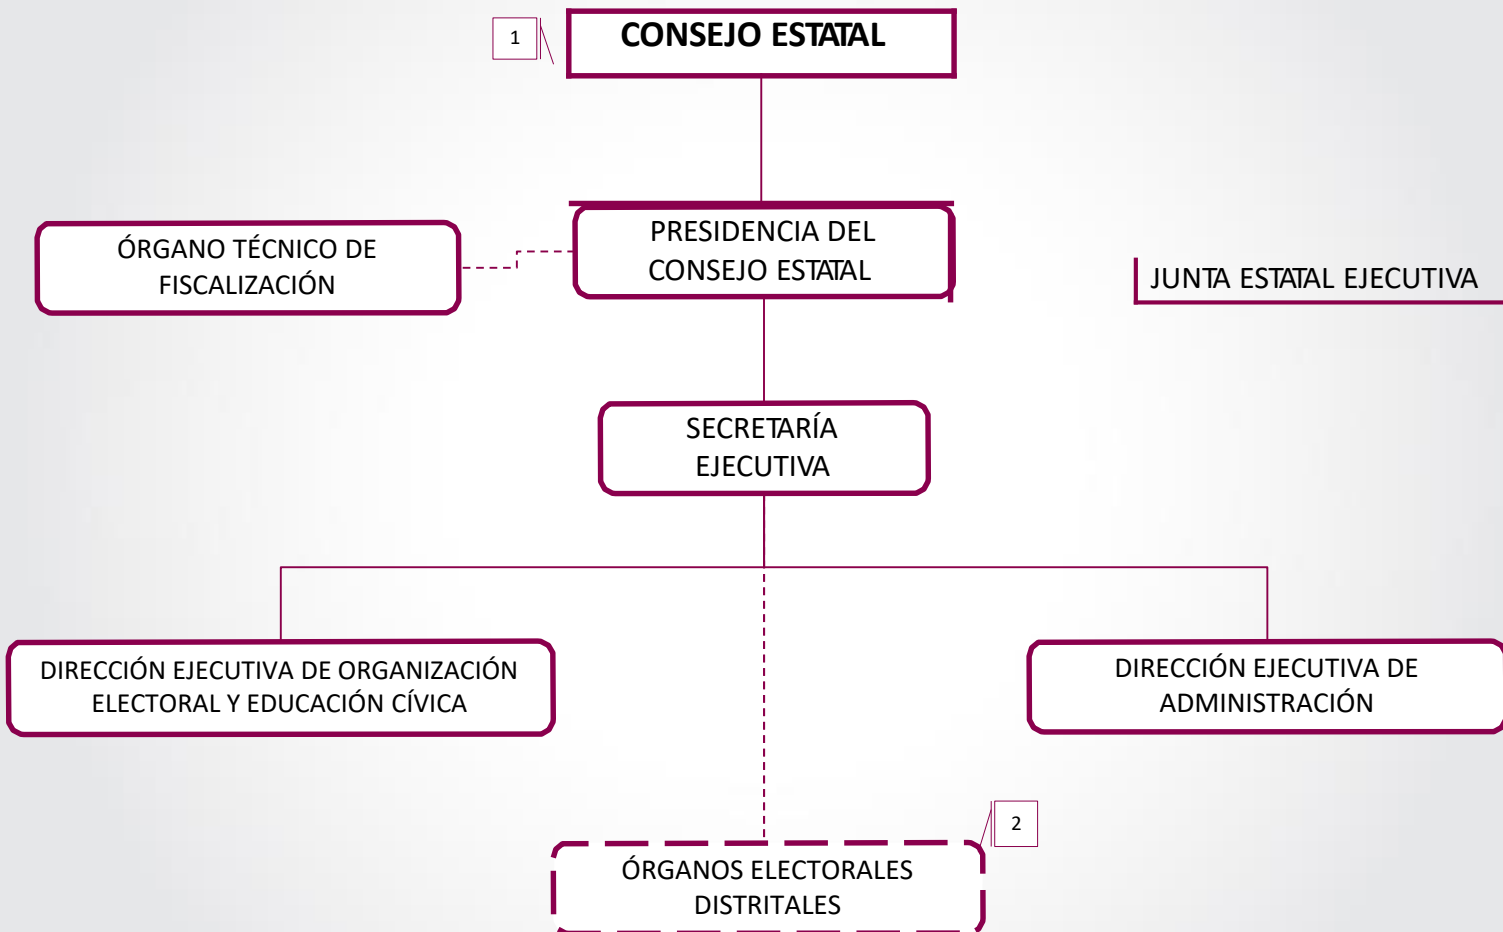 1
CONSEJO ESTATAL
PRESIDENCIA DEL
CONSEJO ESTATAL
ÓRGANO TÉCNICO DE
FISCALIZACIÓN
JUNTA ESTATAL EJECUTIVA
SECRETARÍA
EJECUTIVA
DIRECCIÓN EJECUTIVA DE ORGANIZACIÓN
ELECTORAL Y EDUCACIÓN CÍVICA
DIRECCIÓN EJECUTIVA DE
ADMINISTRACIÓN
2
ÓRGANOS ELECTORALES
DISTRITALES